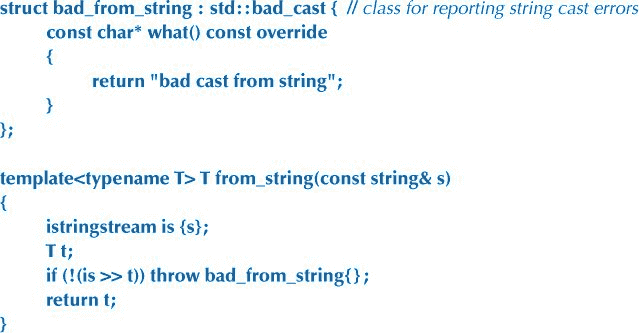 struct bad_from_string : std::bad_cast { // class for reporting string cast errors
const char* what() const override
{
return "bad cast from string";
}
};
template<typename T> T from_string(const string& s)
{
istringstream is {s};
T t;
if (!(is >> t)) throw bad_from_string{};
return t;
}